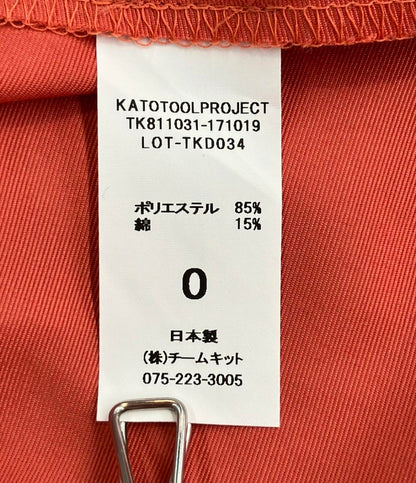 KATOTOOLPROJECT
TK811031-171019
LOT-TKD034
ポリエステル 85%
綿 15%
0
日本製
(株)チームキット
075-223-3005